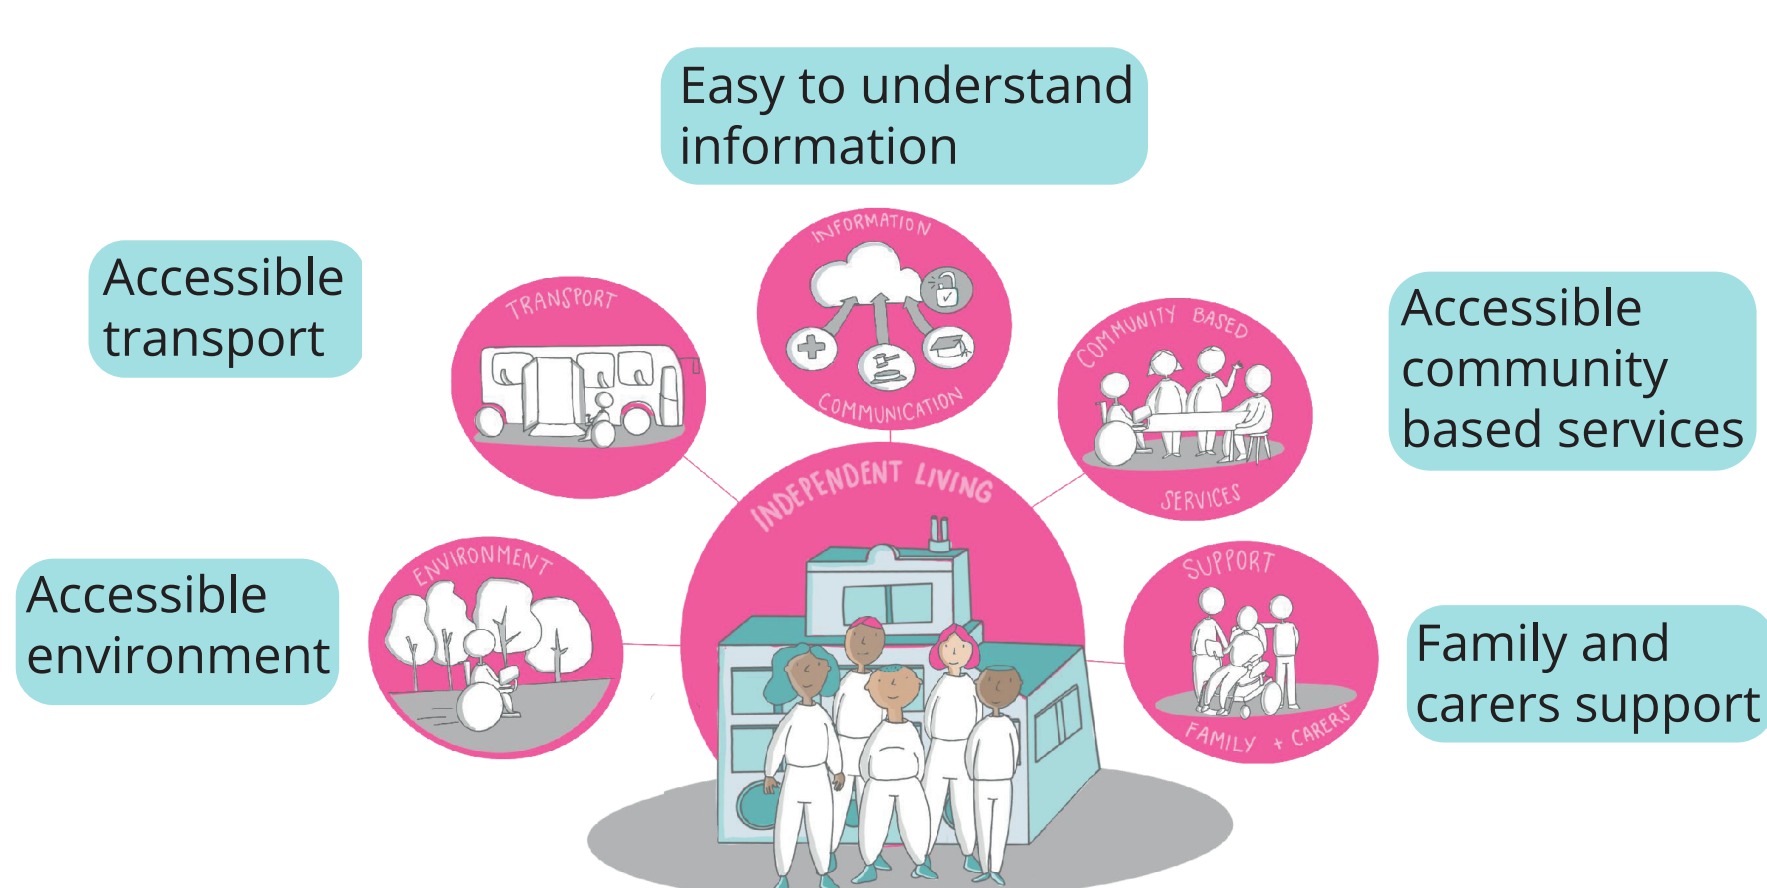 Easy to understand
information
Accessible
transport
Accessible
environment
Accessible
community
based services
Family and
carers support
INFORMATION
COMMUNICATION
TRANSPORT
COMMUNITY BASED
SERVICES
ENVIRONMENT
SUPPORT
FAMILY + CARERS
INDEPENDENT LIVING